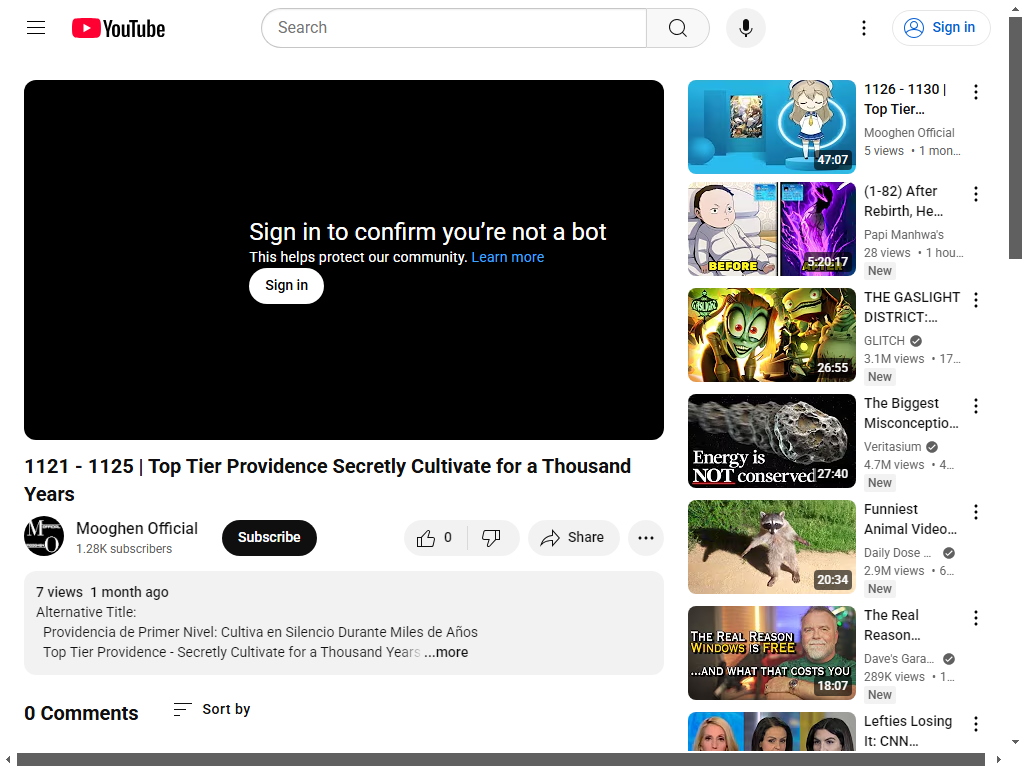 YouTube
Search
Sign in
Sign in to confirm you’re not a bot
This helps protect our community. Learn more
Sign in
1121 - 1125 | Top Tier Providence Secretly Cultivate for a Thousand
Years
Mooghen Official
1.28K subscribers
Subscribe
0
Share
7 views 1 month ago
Alternative Title:
Providencia de Primer Nivel: Cultiva en Silencio Durante Miles de Años
Top Tier Providence - Secretly Cultivate for a Thousand Years ...more
0 Comments
Sort by
47:07
1126 - 1130 |
Top Tier…
Mooghen Official
5 views • 1 mon…
BEFORE
AFTER
5:20:17
(1-82) After
Rebirth, He…
Papi Manhwa's
28 views • 1 hou…
New
GASLIGHT
26:55
THE GASLIGHT
DISTRICT:…
GLITCH
3.1M views • 17…
New
Energy is
NOT conserved
27:40
The Biggest
Misconceptio…
Veritasium
4.7M views • 4…
New
20:34
Funniest
Animal Video…
Daily Dose …
2.9M views • 6…
New
THE REAL REASON
WINDOWS IS FREE
...AND WHAT THAT COSTS YOU
18:07
The Real
Reason…
Dave's Gara…
289K views • 1…
New
Lefties Losing
It: CNN…